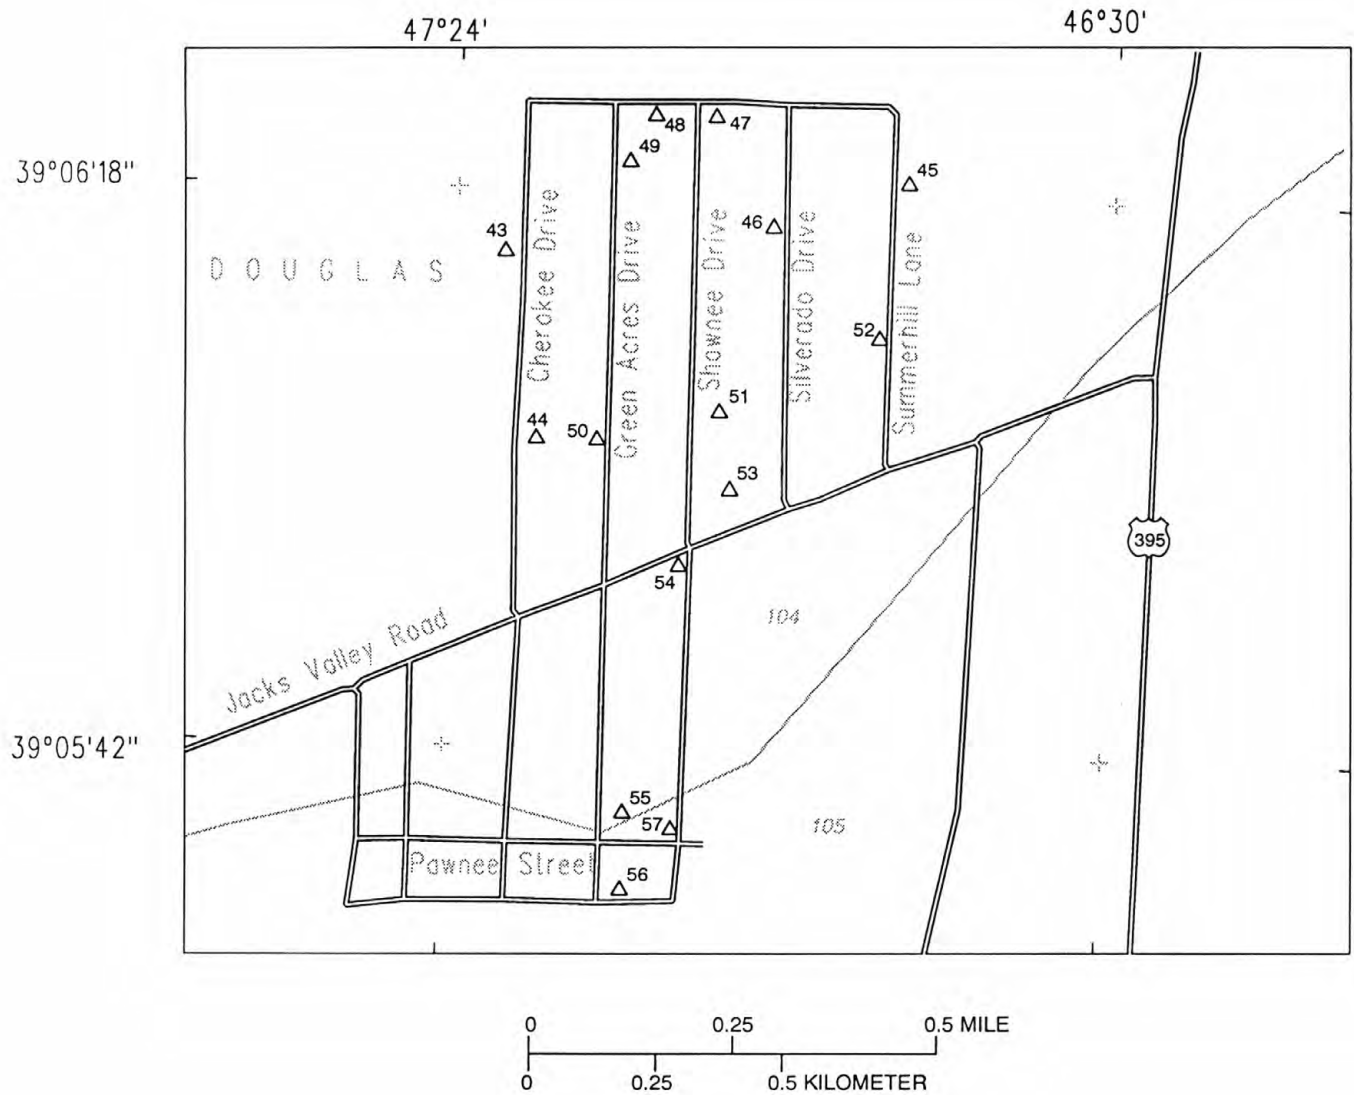 47°24' 46°30'
48 47
49
39°06'18" 45
43 46
DOUGLAS
Cherokee Drive
Green Acres Drive
Shawnee Drive
Silverado Drive
Summerhill Lane
52
51
44 50
53
395
54
104
Jacks Valley Road
39°05'42"
55
57 105
Pawnee Street
56
0 0.25 0.5 MILE
0 0.25 0.5 KILOMETER